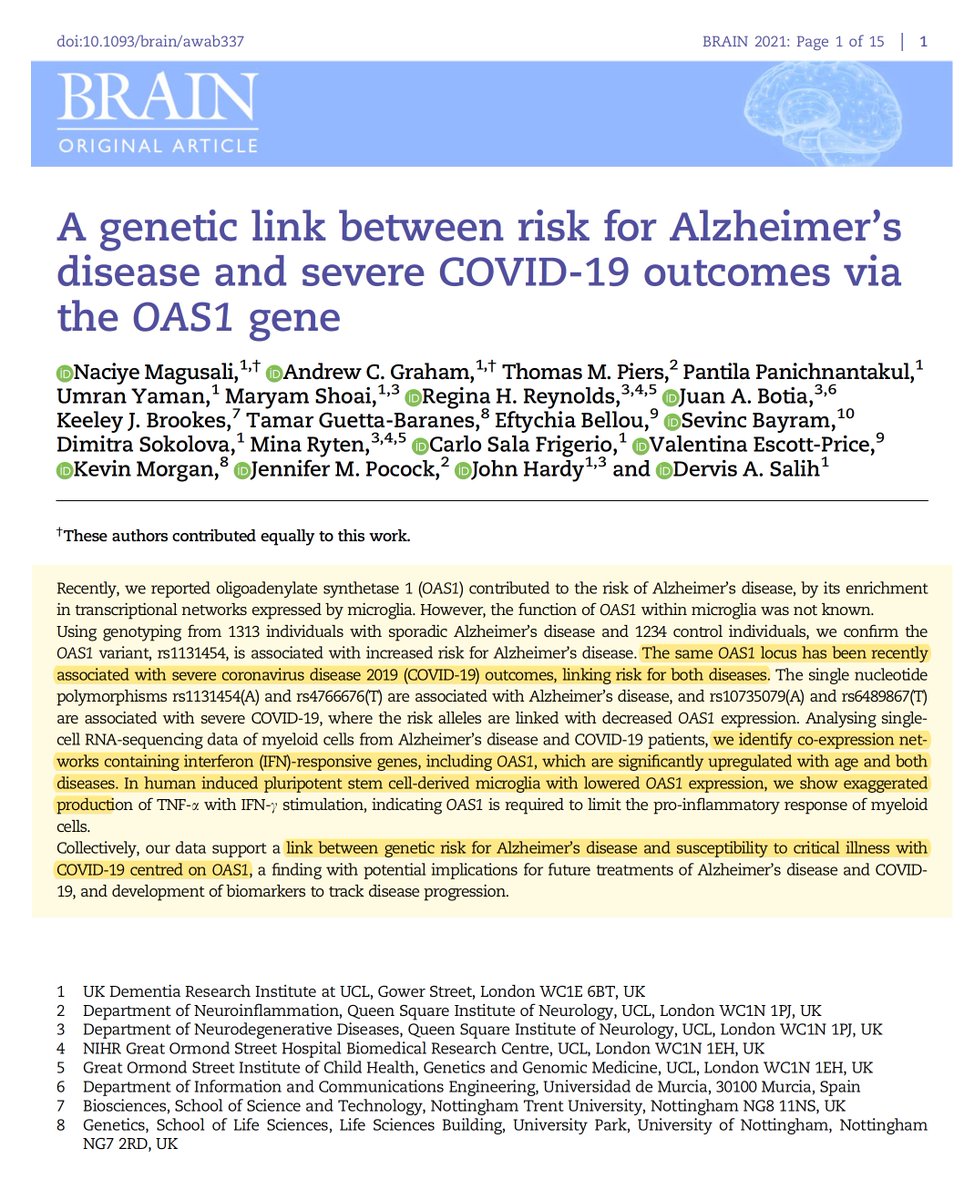 doi:10.1093/brain/awab337
BRAIN 2021: Page 1 of 15 | 1
BRAIN
ORIGINAL ARTICLE
A genetic link between risk for Alzheimer’s
disease and severe COVID-19 outcomes via
the OAS1 gene
Naciye Magusali,1,† Andrew C. Graham,1,† Thomas M. Piers,2 Pantila Panichnantakul,1
Umran Yaman,1 Maryam Shoai,1,3 Regina H. Reynolds,3,4,5 Juan A. Botia,3,6
Keeley J. Brookes,7 Tamar Guetta-Baranes,8 Eftychia Bellou,9 Sevinc Bayram,10
Dimitra Sokolova,1 Mina Ryten,3,4,5 Carlo Sala Frigerio,1 Valentina Escott-Price,9
Kevin Morgan,8 Jennifer M. Pocock,2 John Hardy1,3 and Dervis A. Salih1
†These authors contributed equally to this work.
Recently, we reported oligoadenylate synthetase 1 (OAS1) contributed to the risk of Alzheimer’s disease, by its enrichment
in transcriptional networks expressed by microglia. However, the function of OAS1 within microglia was not known.
Using genotyping from 1313 individuals with sporadic Alzheimer’s disease and 1234 control individuals, we confirm the
OAS1 variant, rs1131454, is associated with increased risk for Alzheimer’s disease. The same OAS1 locus has been recently
associated with severe coronavirus disease 2019 (COVID-19) outcomes, linking risk for both diseases. The single nucleotide
polymorphisms rs1131454(A) and rs4766676(T) are associated with Alzheimer’s disease, and rs10735079(A) and rs6489867(T)
are associated with severe COVID-19, where the risk alleles are linked with decreased OAS1 expression. Analysing single-
cell RNA-sequencing data of myeloid cells from Alzheimer’s disease and COVID-19 patients, we identify co-expression net-
works containing interferon (IFN)-responsive genes, including OAS1, which are significantly upregulated with age and both
diseases. In human induced pluripotent stem cell-derived microglia with lowered OAS1 expression, we show exaggerated
production of TNF-α with IFN-γ stimulation, indicating OAS1 is required to limit the pro-inflammatory response of myeloid
cells.
Collectively, our data support a link between genetic risk for Alzheimer’s disease and susceptibility to critical illness with
COVID-19 centred on OAS1, a finding with potential implications for future treatments of Alzheimer’s disease and COVID-
19, and development of biomarkers to track disease progression.
1 UK Dementia Research Institute at UCL, Gower Street, London WC1E 6BT, UK
2 Department of Neuroinflammation, Queen Square Institute of Neurology, UCL, London WC1N 1PJ, UK
3 Department of Neurodegenerative Diseases, Queen Square Institute of Neurology, UCL, London WC1N 1PJ, UK
4 NIHR Great Ormond Street Hospital Biomedical Research Centre, UCL, London WC1N 1EH, UK
5 Great Ormond Street Institute of Child Health, Genetics and Genomic Medicine, UCL, London WC1N 1EH, UK
6 Department of Information and Communications Engineering, Universidad de Murcia, 30100 Murcia, Spain
7 Biosciences, School of Science and Technology, Nottingham Trent University, Nottingham NG8 11NS, UK
8 Genetics, School of Life Sciences, Life Sciences Building, University Park, University of Nottingham, Nottingham
NG7 2RD, UK